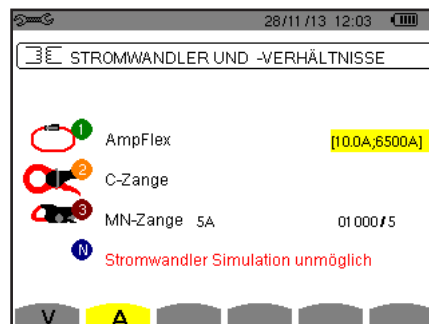 28/11/13 12:03
STROMWANDLER UND -VERHÄLTNISSE
1 AmpFlex [10.0A;6500A]
2 C-Zange
3 MN-Zange 5A 01000/5
N Stromwandler Simulation unmöglich
V A